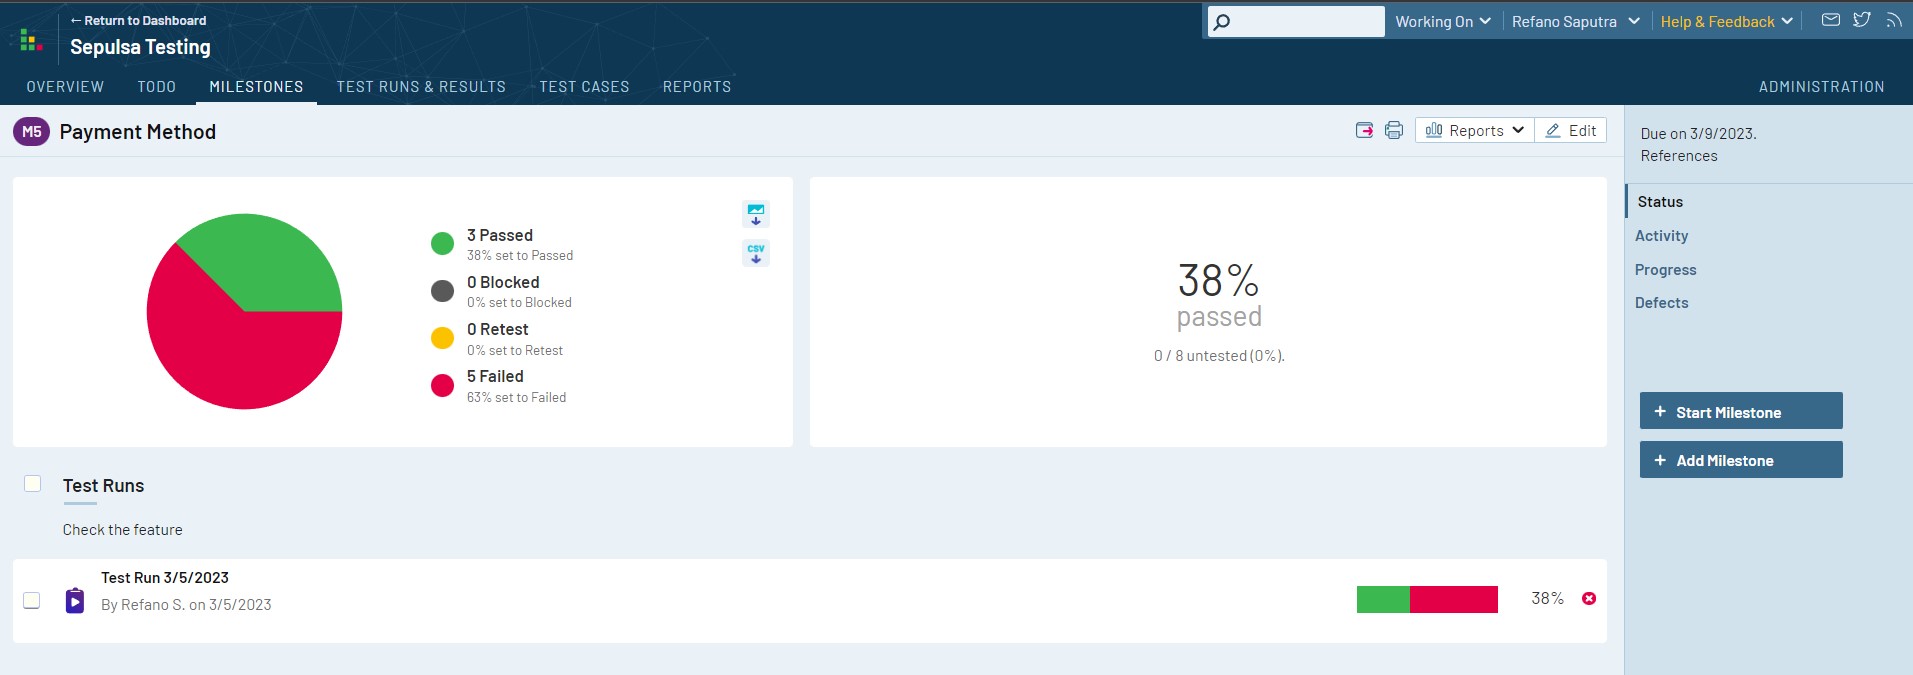 ← Return to Dashboard
Sepulsa Testing
Working On
Refano Saputra
Help & Feedback
OVERVIEW
TODO
MILESTONES
TEST RUNS & RESULTS
TEST CASES
REPORTS
ADMINISTRATION
M5
Payment Method
Reports
Edit
3 Passed
38% set to Passed
0 Blocked
0% set to Blocked
0 Retest
0% set to Retest
5 Failed
63% set to Failed
CSV
38%
passed
0 / 8 untested (0%).
Test Runs
Check the feature
Test Run 3/5/2023
By Refano S. on 3/5/2023
38%
Due on 3/9/2023.
References
Status
Activity
Progress
Defects
+ Start Milestone
+ Add Milestone